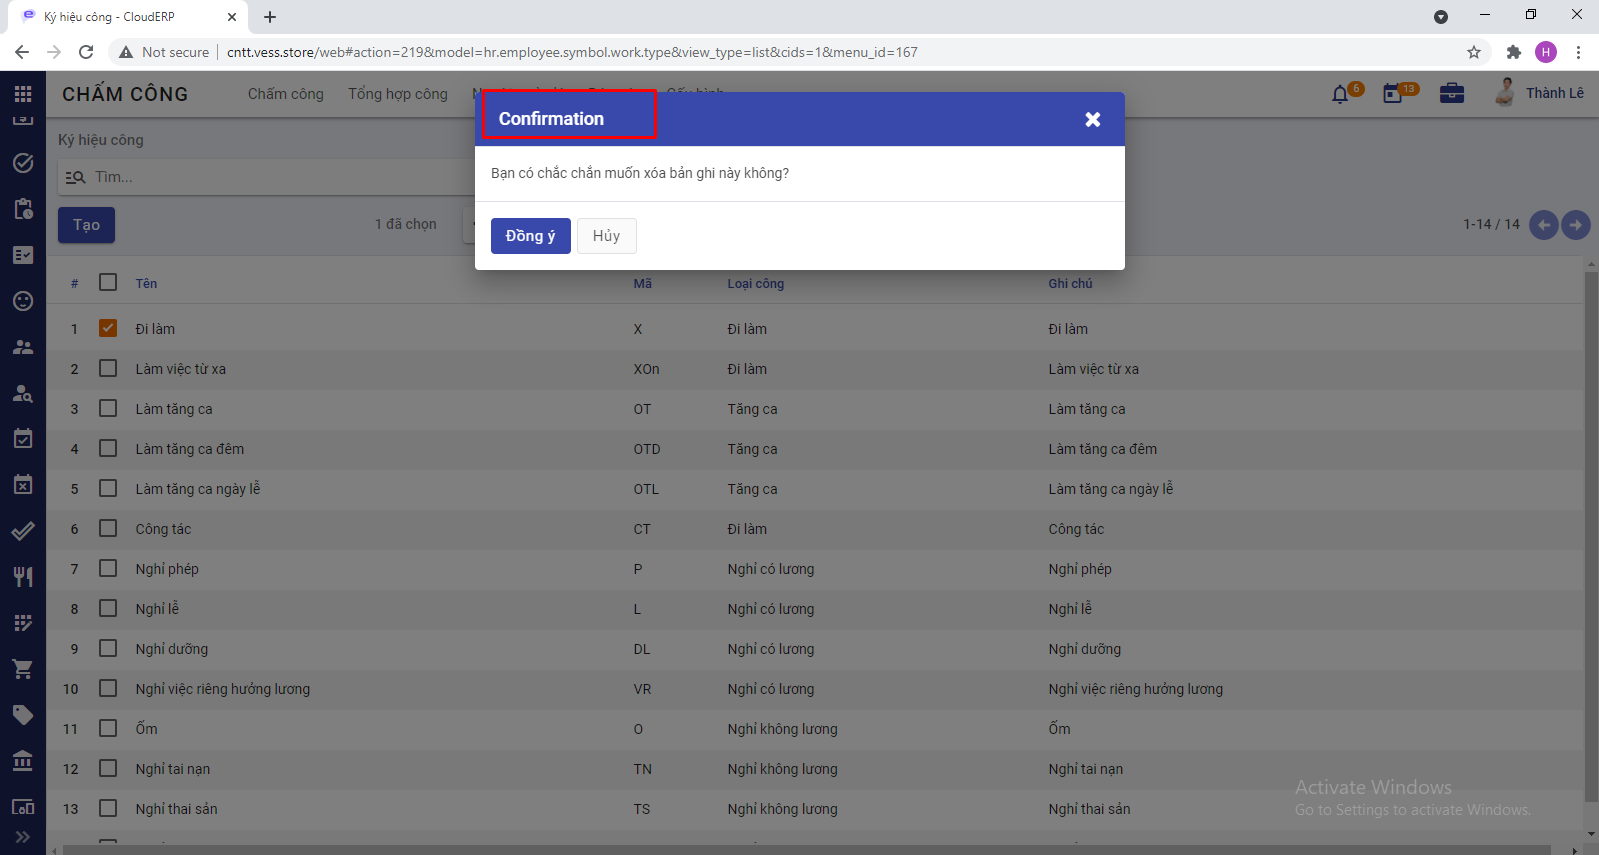 Ký hiệu công - CloudERP
Not secure cntt.vess.store/web#action=219&model=hr.employee.symbol.work.type&view_type=list&cids=1&menu_id=167
H
CHẤM CÔNG Chấm công Tổng hợp công 6 13 Thành Lê
Confirmation
Ký hiệu công
Bạn có chắc chắn muốn xóa bản ghi này không?
Tìm...
Tạo 1 đã chọn Đồng ý Hủy 1-14 / 14
# Tên Mã Loại công Ghi chú
1 Đi làm X Đi làm Đi làm
2 Làm việc từ xa XOn Đi làm Làm việc từ xa
3 Làm tăng ca OT Tăng ca Làm tăng ca
4 Làm tăng ca đêm OTD Tăng ca Làm tăng ca đêm
5 Làm tăng ca ngày lễ OTL Tăng ca Làm tăng ca ngày lễ
6 Công tác CT Đi làm Công tác
7 Nghỉ phép P Nghỉ có lương Nghỉ phép
8 Nghỉ lễ L Nghỉ có lương Nghỉ lễ
9 Nghỉ dưỡng DL Nghỉ có lương Nghỉ dưỡng
10 Nghỉ việc riêng hưởng lương VR Nghỉ có lương Nghỉ việc riêng hưởng lương
11 Ốm O Nghỉ không lương Ốm
12 Nghỉ tai nạn TN Nghỉ không lương Nghỉ tai nạn
13 Nghỉ thai sản TS Nghỉ không lương Nghỉ thai sản
Activate Windows
Go to Settings to activate Windows.